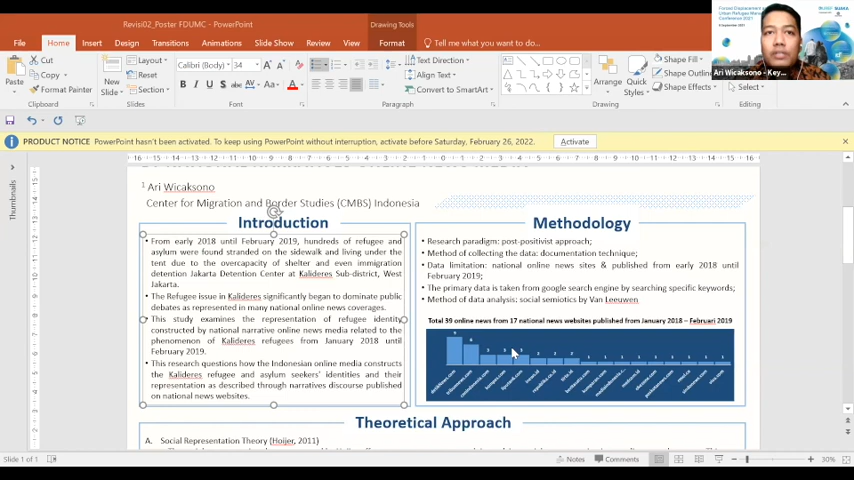 Revisi02_Poster FDUMC - PowerPoint
Drawing Tools
File Home Insert Design Transitions Animations Slide Show Review View Format Tell me what you want to do...
Forced Displacement
Urban Refugee
Conference 2021
Ari Wicaksono - Key...
Paste
Cut
Copy
Format Painter
Clipboard
New Slide
Layout
Reset
Section
Slides
Calibri (Body) 34
B I U S abc AV Aa A
Font
Text Direction
Align Text
Convert to SmartArt
Paragraph
Arrange
Quick Styles
Shape Fill
Shape Outline
Shape Effects
Drawing
Select
Editing
PRODUCT NOTICE PowerPoint hasn't been activated. To keep using PowerPoint without interruption, activate before Saturday, February 26, 2022. Activate
Thumbnails
1 Ari Wicaksono
Center for Migration and Border Studies (CMBS) Indonesia
Introduction
• From early 2018 until February 2019, hundreds of refugee and
asylum were found stranded on the sidewalk and living under the
tent due to the overcapacity of shelter and even immigration
detention Jakarta Detention Center at Kalideres Sub-district, West
Jakarta.
• The Refugee issue in Kalideres significantly began to dominate public
debates as represented in many national online news coverages.
• This study examines the representation of refugee identity
constructed by national narrative online news media related to the
phenomenon of Kalideres refugees from January 2018 until
February 2019.
• This research questions how the Indonesian online media constructs
the Kalideres refugee and asylum seekers' identities and their
representation as described through narratives discourse published
on national news websites.
Methodology
• Research paradigm: post-positivist approach;
• Method of collecting the data: documentation technique;
• Data limitation: national online news sites & published from early 2018 until
February 2019;
• The primary data is taken from google search engine by searching specific keywords;
• Method of data analysis: social semiotics by Van Leeuwen
Total 39 online news from 17 national news websites published from January 2018 – Februari 2019
Theoretical Approach
A. Social Representation Theory (Hoijer, 2011)
Slide 1 of 1
Notes
Comments
30%